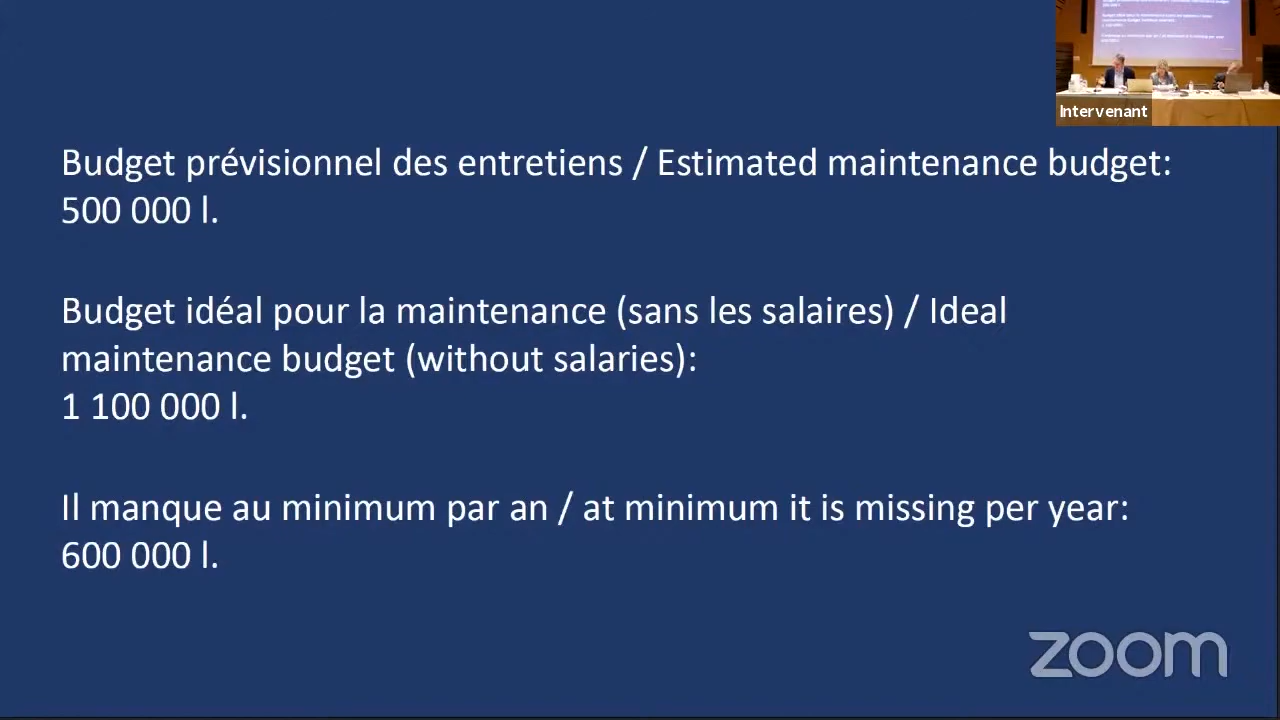 Intervenant
Budget prévisionnel des entretiens / Estimated maintenance budget:
500 000 l.
Budget idéal pour la maintenance (sans les salaires) / Ideal
maintenance budget (without salaries):
1 100 000 l.
Il manque au minimum par an / at minimum it is missing per year:
600 000 l.
zoom